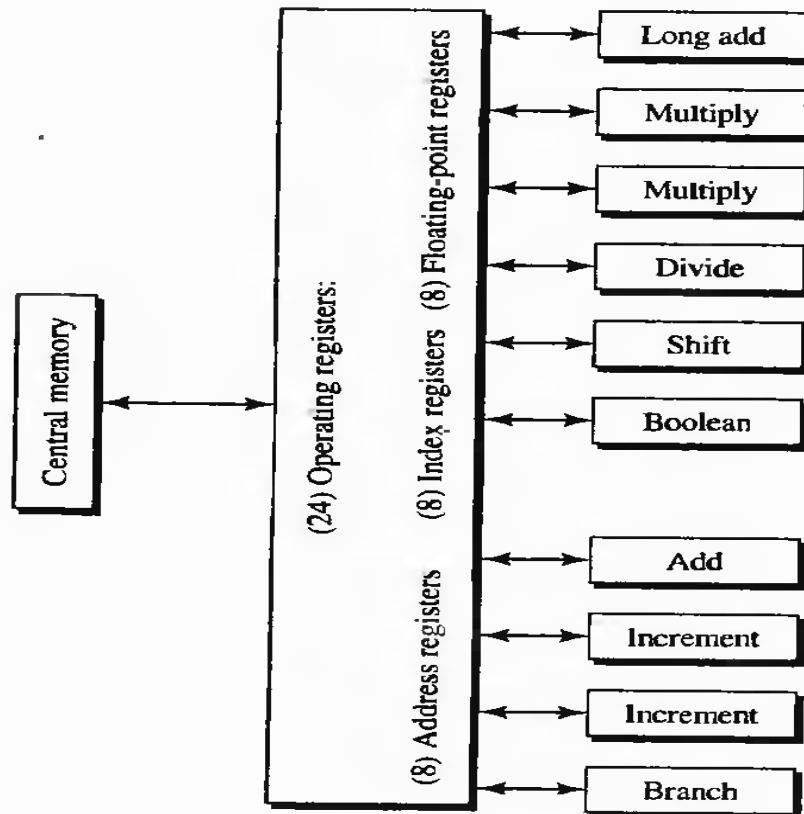 Central memory
(24) Operating registers:
(8) Address registers
(8) Index registers
(8) Floating-point registers
Long add
Multiply
Multiply
Divide
Shift
Boolean
Add
Increment
Increment
Branch